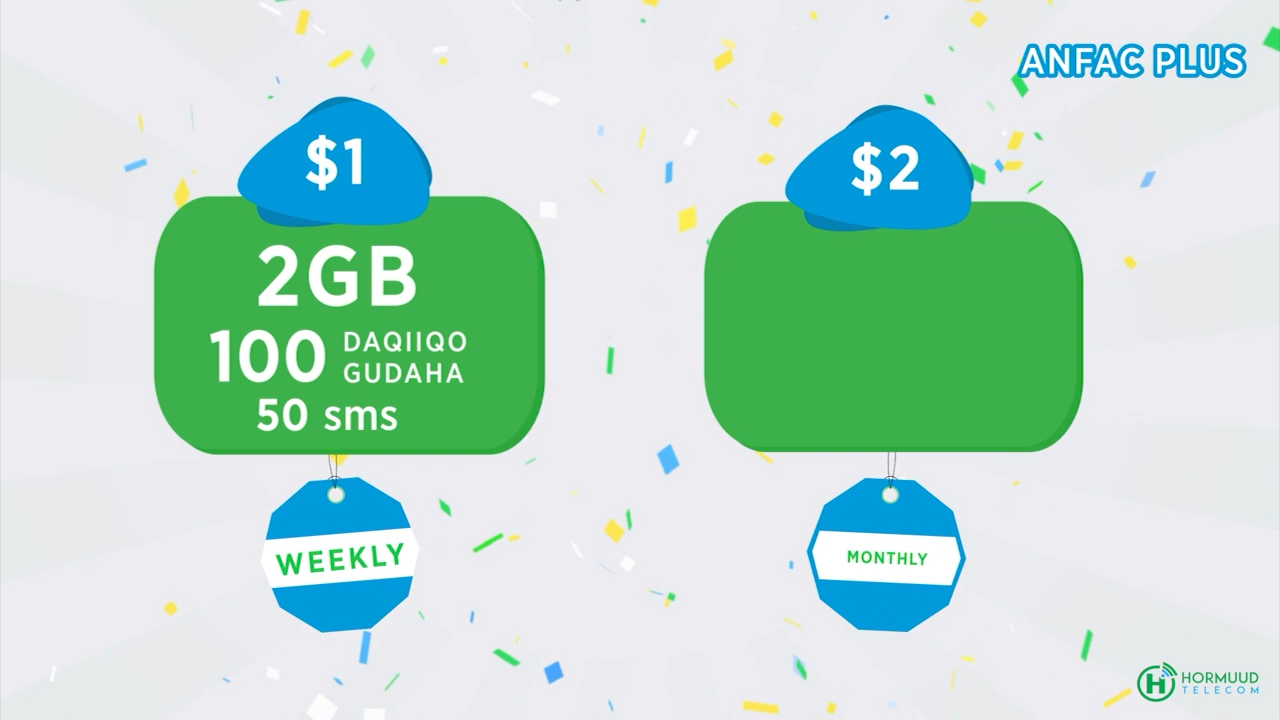 ANFAC PLUS
$1
2GB
100 DAQIIQO
GUDAHA
50 sms
WEEKLY
$2
MONTHLY
HORMUUD
TELECOM